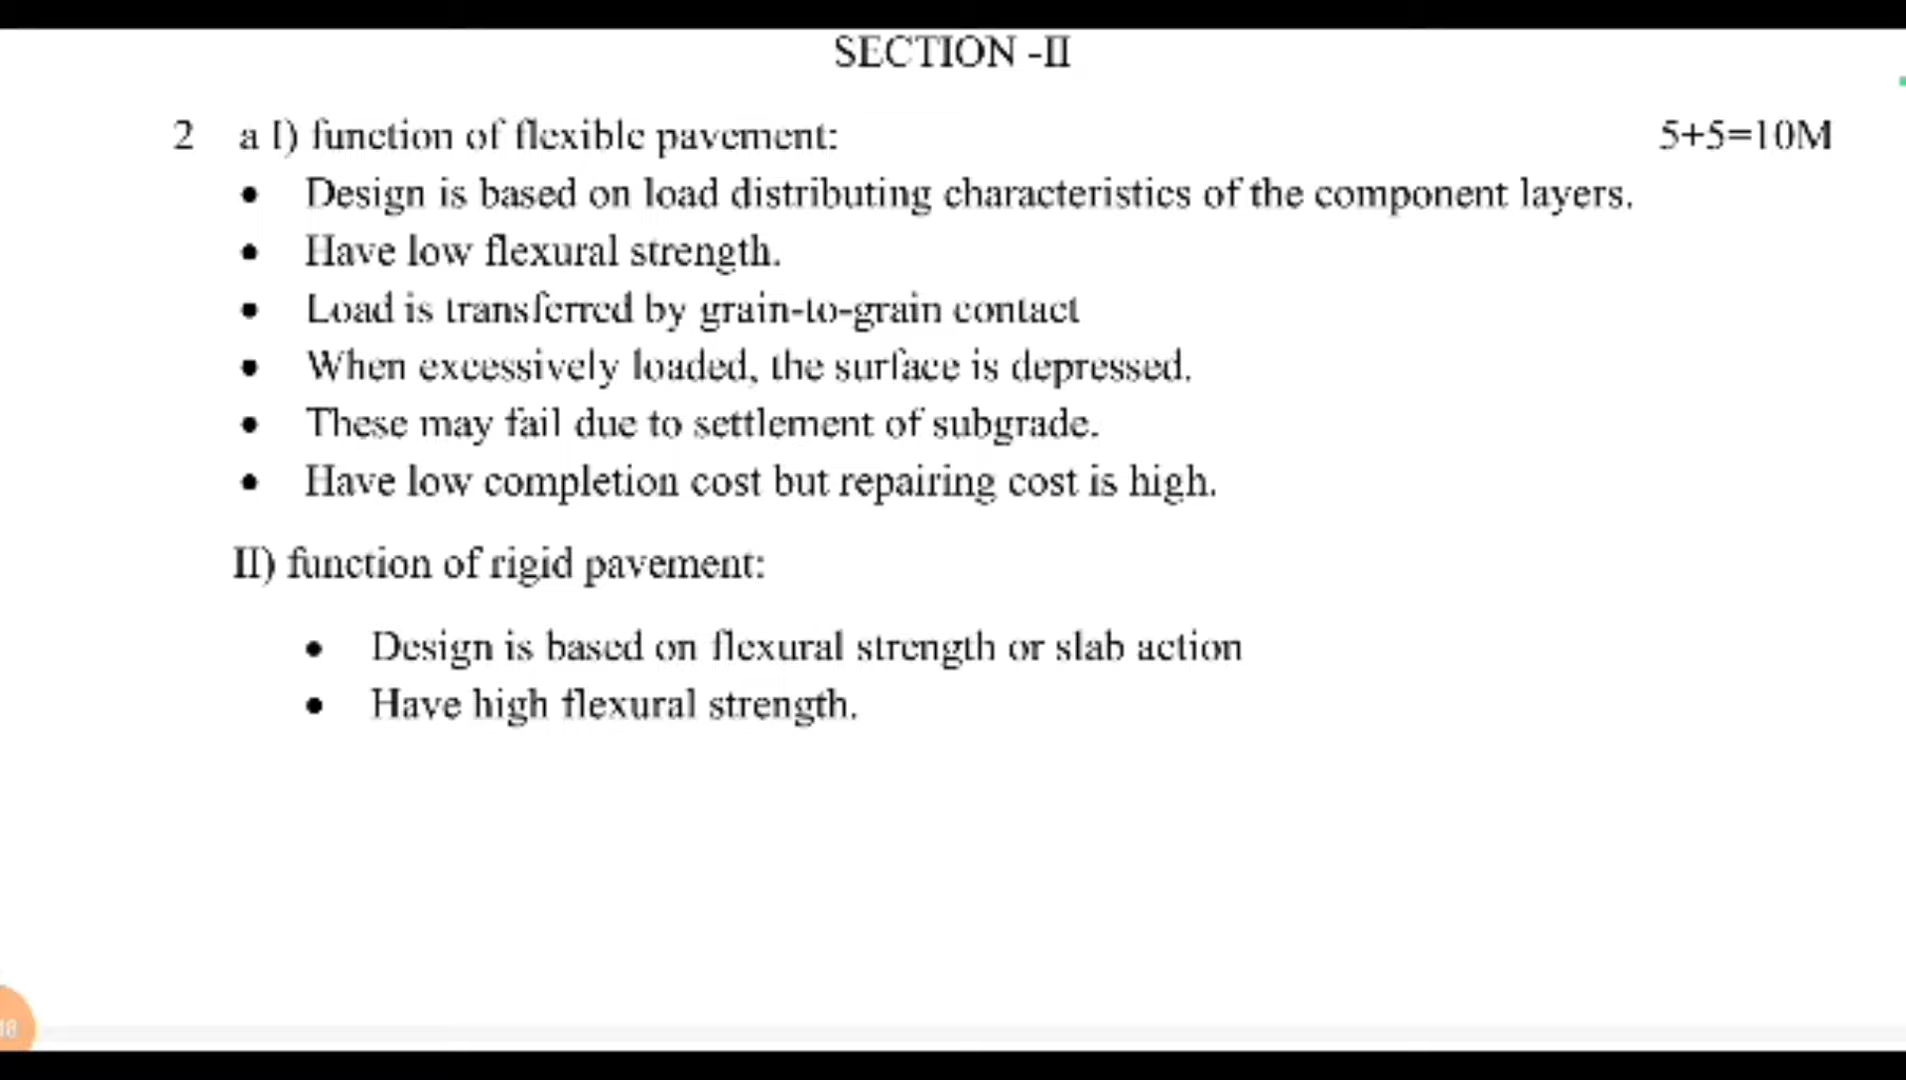 SECTION -II
2 a I) function of flexible pavement: 5+5=10M
• Design is based on load distributing characteristics of the component layers.
• Have low flexural strength.
• Load is transferred by grain-to-grain contact
• When excessively loaded, the surface is depressed.
• These may fail due to settlement of subgrade.
• Have low completion cost but repairing cost is high.
II) function of rigid pavement:
• Design is based on flexural strength or slab action
• Have high flexural strength.